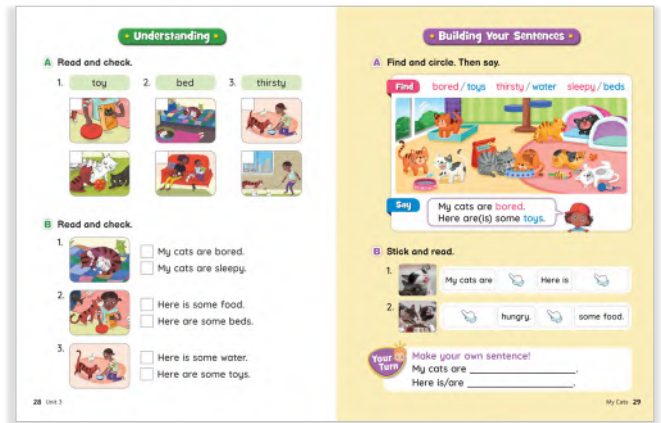 Understanding
A Read and check.
1. toy 2. bed 3. thirsty
B Read and check.
1.
My cats are bored.
My cats are sleepy.
2.
Here is some food.
Here are some beds.
3.
Here is some water.
Here are some toys.
28 Unit 3
Building Your Sentences
A Find and circle. Then say.
Find bored / toys thirsty / water sleepy / beds
Say
My cats are bored.
Here are(is) some toys.
B Stick and read.
1. My cats are Here is
2. hungry. some food.
Your
Turn
Make your own sentence!
My cats are ____________________.
Here is/are ____________________.
My Cats 29